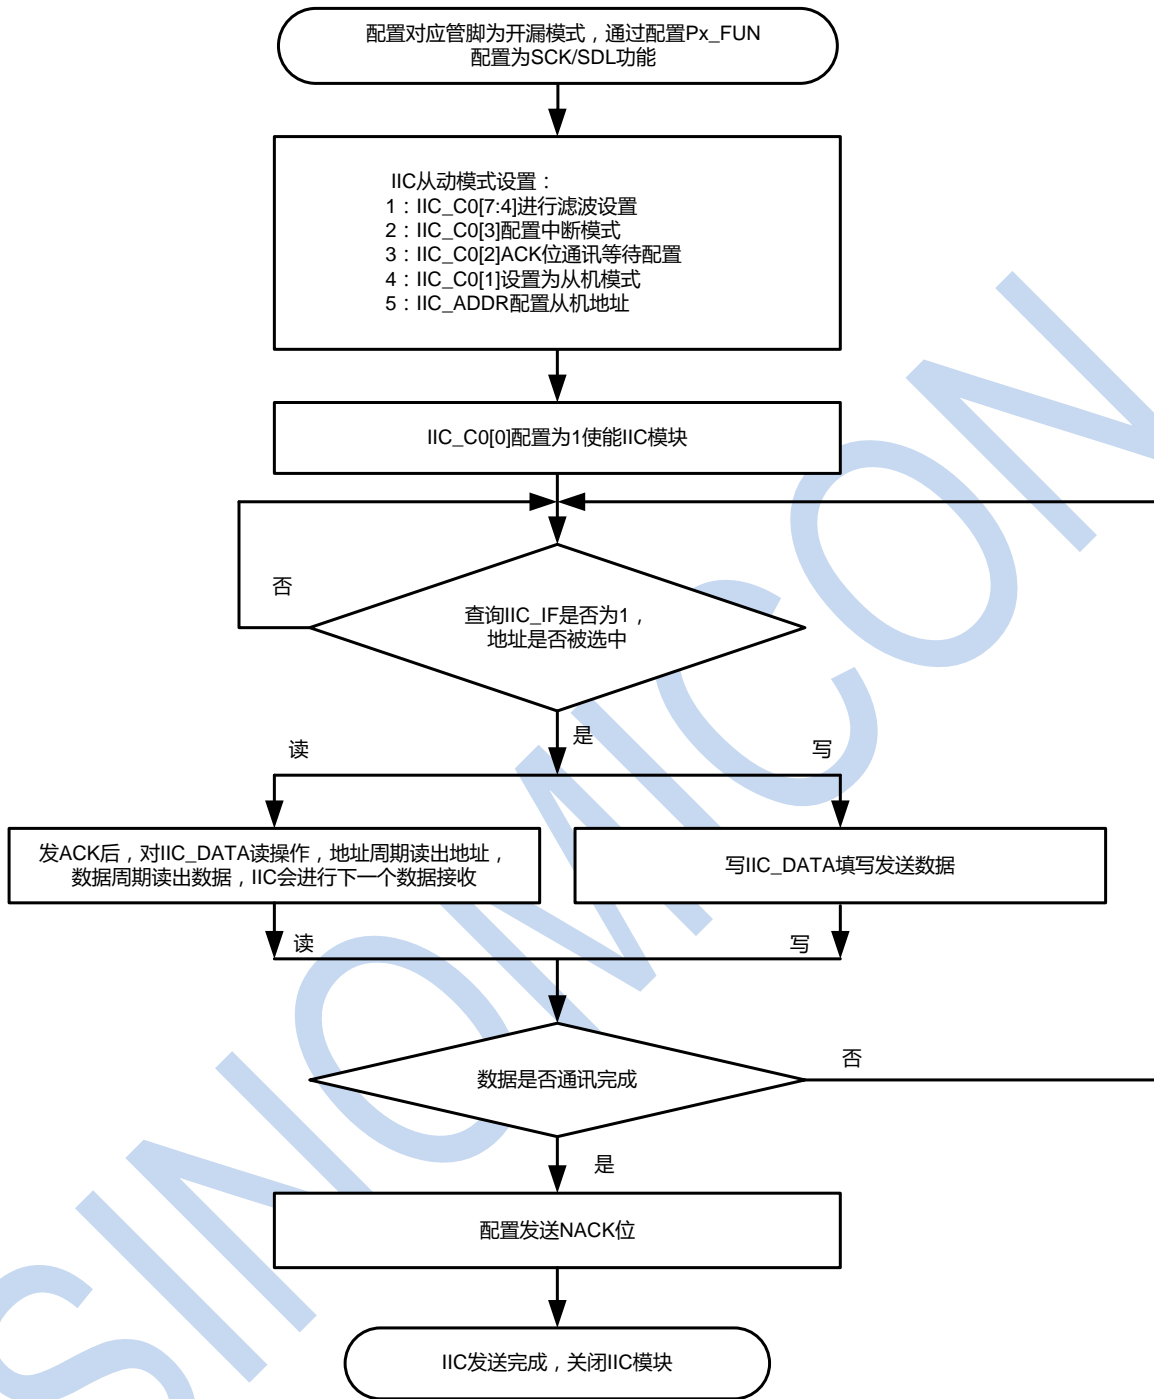 配置对应管脚为开漏模式，通过配置Px_FUN
配置为SCK/SDL功能
IIC从动模式设置：
1：IIC_C0[7:4]进行滤波设置
2：IIC_C0[3]配置中断模式
3：IIC_C0[2]ACK位通讯等待配置
4：IIC_C0[1]设置为从机模式
5：IIC_ADDR配置从机地址
IIC_C0[0]配置为1使能IIC模块
否
查询IIC_IF是否为1，
地址是否被选中
是
读
写
发ACK后，对IIC_DATA读操作，地址周期读出地址，
数据周期读出数据，IIC会进行下一个数据接收
写IIC_DATA填写发送数据
读
写
数据是否通讯完成
否
是
配置发送NACK位
IIC发送完成，关闭IIC模块
SINOMICON